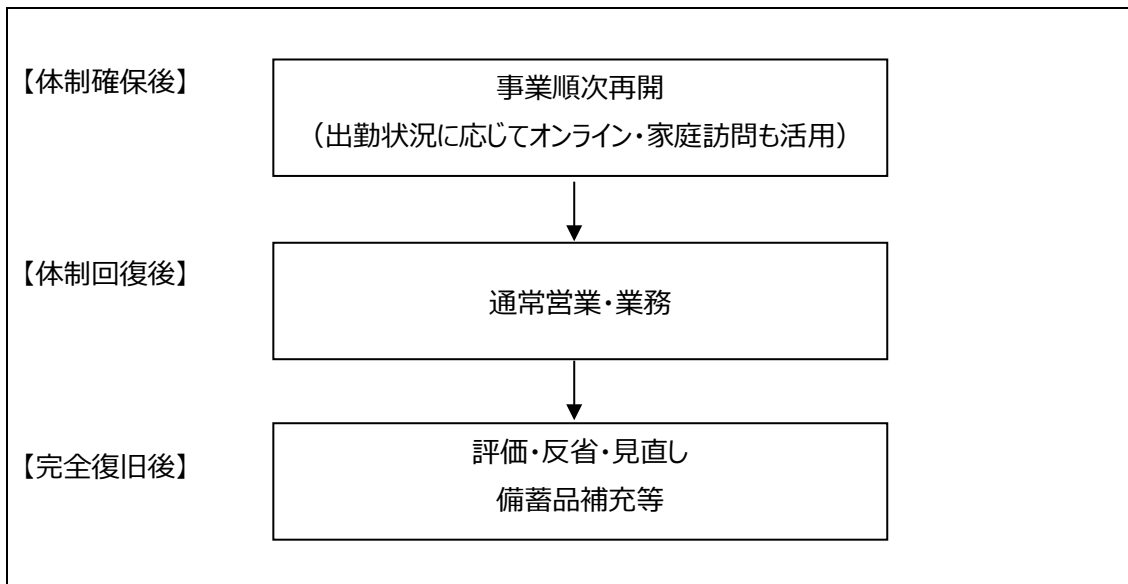 【体制確保後】
事業順次再開
（出勤状況に応じてオンライン・家庭訪問も活用）
【体制回復後】
通常営業・業務
【完全復旧後】
評価・反省・見直し
備蓄品補充等